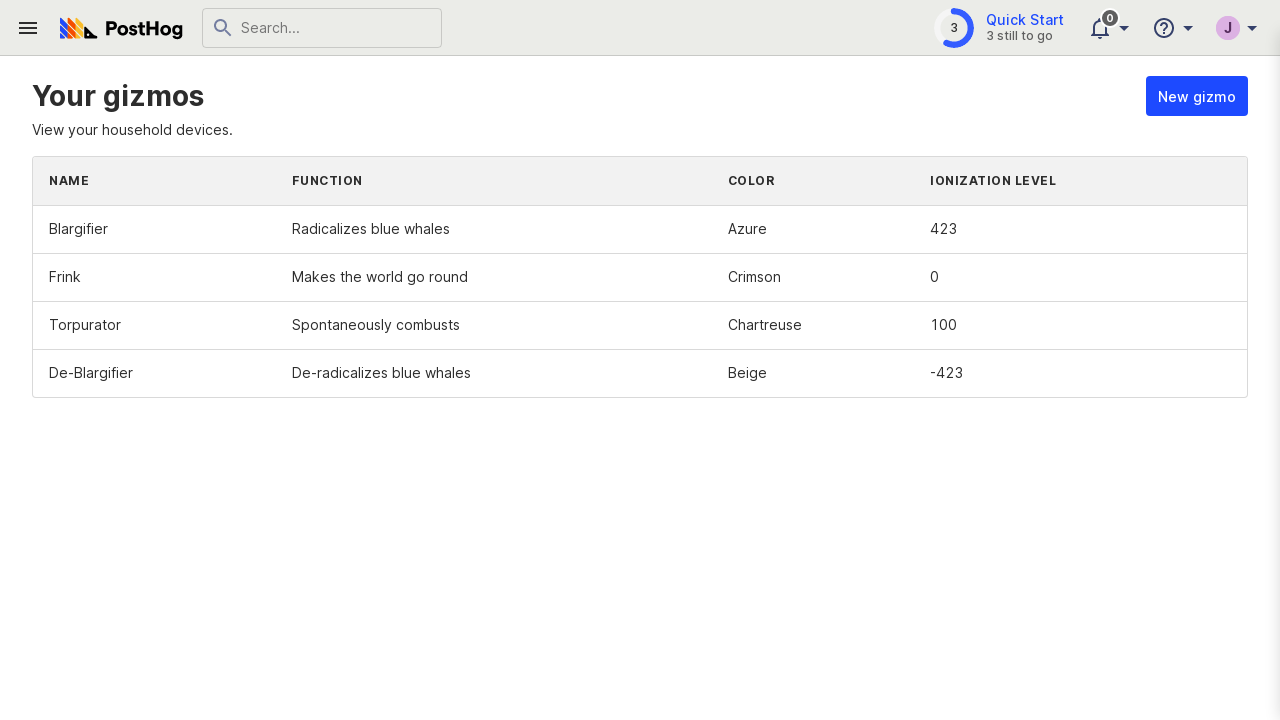 PostHog Search... 3 Quick Start 0 J
3 still to go
Your gizmos New gizmo
View your household devices.
NAME FUNCTION COLOR IONIZATION LEVEL
Blargifier Radicalizes blue whales Azure 423
Frink Makes the world go round Crimson 0
Torpurator Spontaneously combusts Chartreuse 100
De-Blargifier De-radicalizes blue whales Beige -423